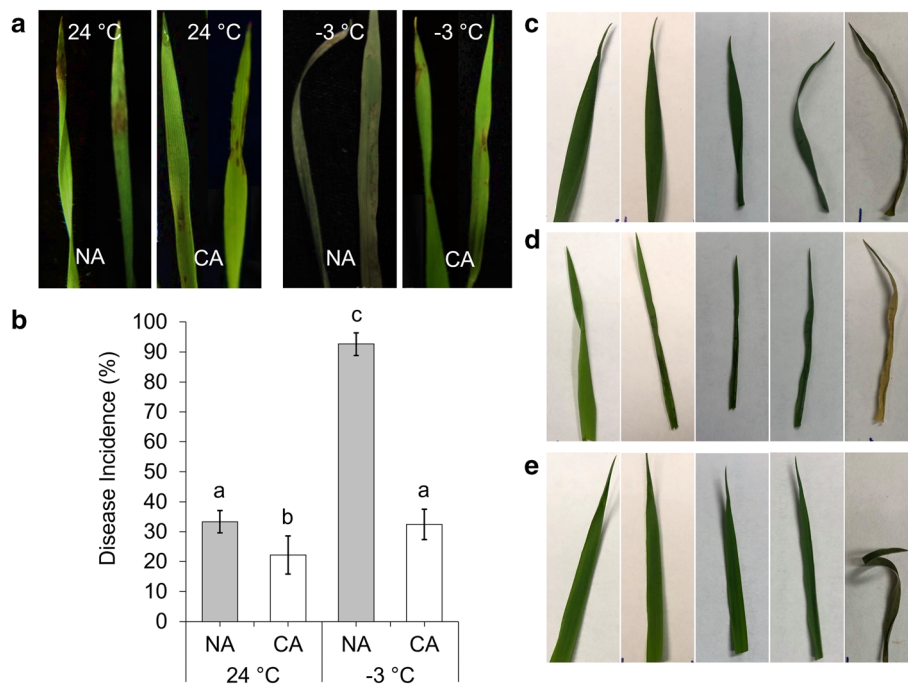 a
24 °C
24 °C
-3 °C
-3 °C
NA
CA
NA
CA
b
Disease Incidence (%)
100
90
80
70
60
50
40
30
20
10
0
a
b
c
a
NA
CA
NA
CA
24 °C
-3 °C
c
d
e